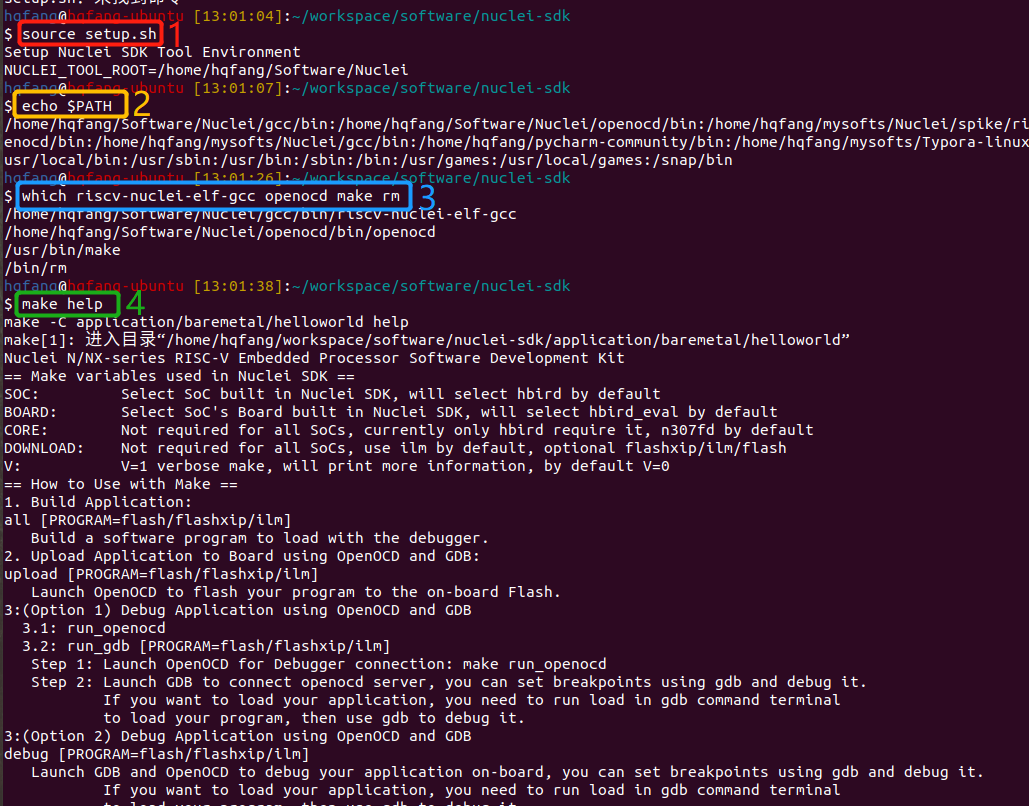 setup.sh: 未找到命令
hqfang@hqfang-ubuntu [13:01:04]:~/workspace/software/nuclei-sdk
$ source setup.sh 1
Setup Nuclei SDK Tool Environment
NUCLEI_TOOL_ROOT=/home/hqfang/Software/Nuclei
hqfang@hqfang-ubuntu [13:01:07]:~/workspace/software/nuclei-sdk
$ echo $PATH 2
/home/hqfang/Software/Nuclei/gcc/bin:/home/hqfang/Software/Nuclei/openocd/bin:/home/hqfang/mysofts/Nuclei/spike/ri
enocd/bin:/home/hqfang/mysofts/Nuclei/gcc/bin:/home/hqfang/pycharm-community/bin:/home/hqfang/mysofts/Typora-linux
usr/local/bin:/usr/sbin:/usr/bin:/sbin:/bin:/usr/games:/usr/local/games:/snap/bin
hqfang@hqfang-ubuntu [13:01:26]:~/workspace/software/nuclei-sdk
$ which riscv-nuclei-elf-gcc openocd make rm 3
/home/hqfang/Software/Nuclei/gcc/bin/riscv-nuclei-elf-gcc
/home/hqfang/Software/Nuclei/openocd/bin/openocd
/usr/bin/make
/bin/rm
hqfang@hqfang-ubuntu [13:01:38]:~/workspace/software/nuclei-sdk
$ make help 4
make -C application/baremetal/helloworld help
make[1]: 进入目录“/home/hqfang/workspace/software/nuclei-sdk/application/baremetal/helloworld”
Nuclei N/NX-series RISC-V Embedded Processor Software Development Kit
== Make variables used in Nuclei SDK ==
SOC: Select SoC built in Nuclei SDK, will select hbird by default
BOARD: Select SoC's Board built in Nuclei SDK, will select hbird_eval by default
CORE: Not required for all SoCs, currently only hbird require it, n307fd by default
DOWNLOAD: Not required for all SoCs, use ilm by default, optional flashxip/ilm/flash
V: V=1 verbose make, will print more information, by default V=0
== How to Use with Make ==
1. Build Application:
all [PROGRAM=flash/flashxip/ilm]
Build a software program to load with the debugger.
2. Upload Application to Board using OpenOCD and GDB:
upload [PROGRAM=flash/flashxip/ilm]
Launch OpenOCD to flash your program to the on-board Flash.
3:(Option 1) Debug Application using OpenOCD and GDB
3.1: run_openocd
3.2: run_gdb [PROGRAM=flash/flashxip/ilm]
Step 1: Launch OpenOCD for Debugger connection: make run_openocd
Step 2: Launch GDB to connect openocd server, you can set breakpoints using gdb and debug it.
If you want to load your application, you need to run load in gdb command terminal
to load your program, then use gdb to debug it.
3:(Option 2) Debug Application using OpenOCD and GDB
debug [PROGRAM=flash/flashxip/ilm]
Launch GDB and OpenOCD to debug your application on-board, you can set breakpoints using gdb and debug it.
If you want to load your application, you need to run load in gdb command terminal
to load your program, then use gdb to debug it.